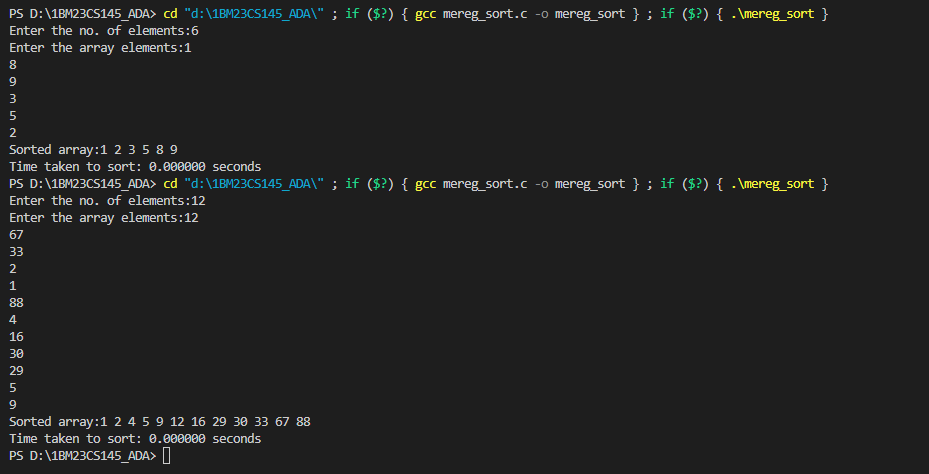 PS D:\1BM23CS145_ADA> cd "d:\1BM23CS145_ADA\" ; if ($?) { gcc mereg_sort.c -o mereg_sort } ; if ($?) { .\mereg_sort }
Enter the no. of elements:6
Enter the array elements:1
8
9
3
5
2
Sorted array:1 2 3 5 8 9
Time taken to sort: 0.000000 seconds
PS D:\1BM23CS145_ADA> cd "d:\1BM23CS145_ADA\" ; if ($?) { gcc mereg_sort.c -o mereg_sort } ; if ($?) { .\mereg_sort }
Enter the no. of elements:12
Enter the array elements:12
67
33
2
1
88
4
16
30
29
5
9
Sorted array:1 2 4 5 9 12 16 29 30 33 67 88
Time taken to sort: 0.000000 seconds
PS D:\1BM23CS145_ADA>